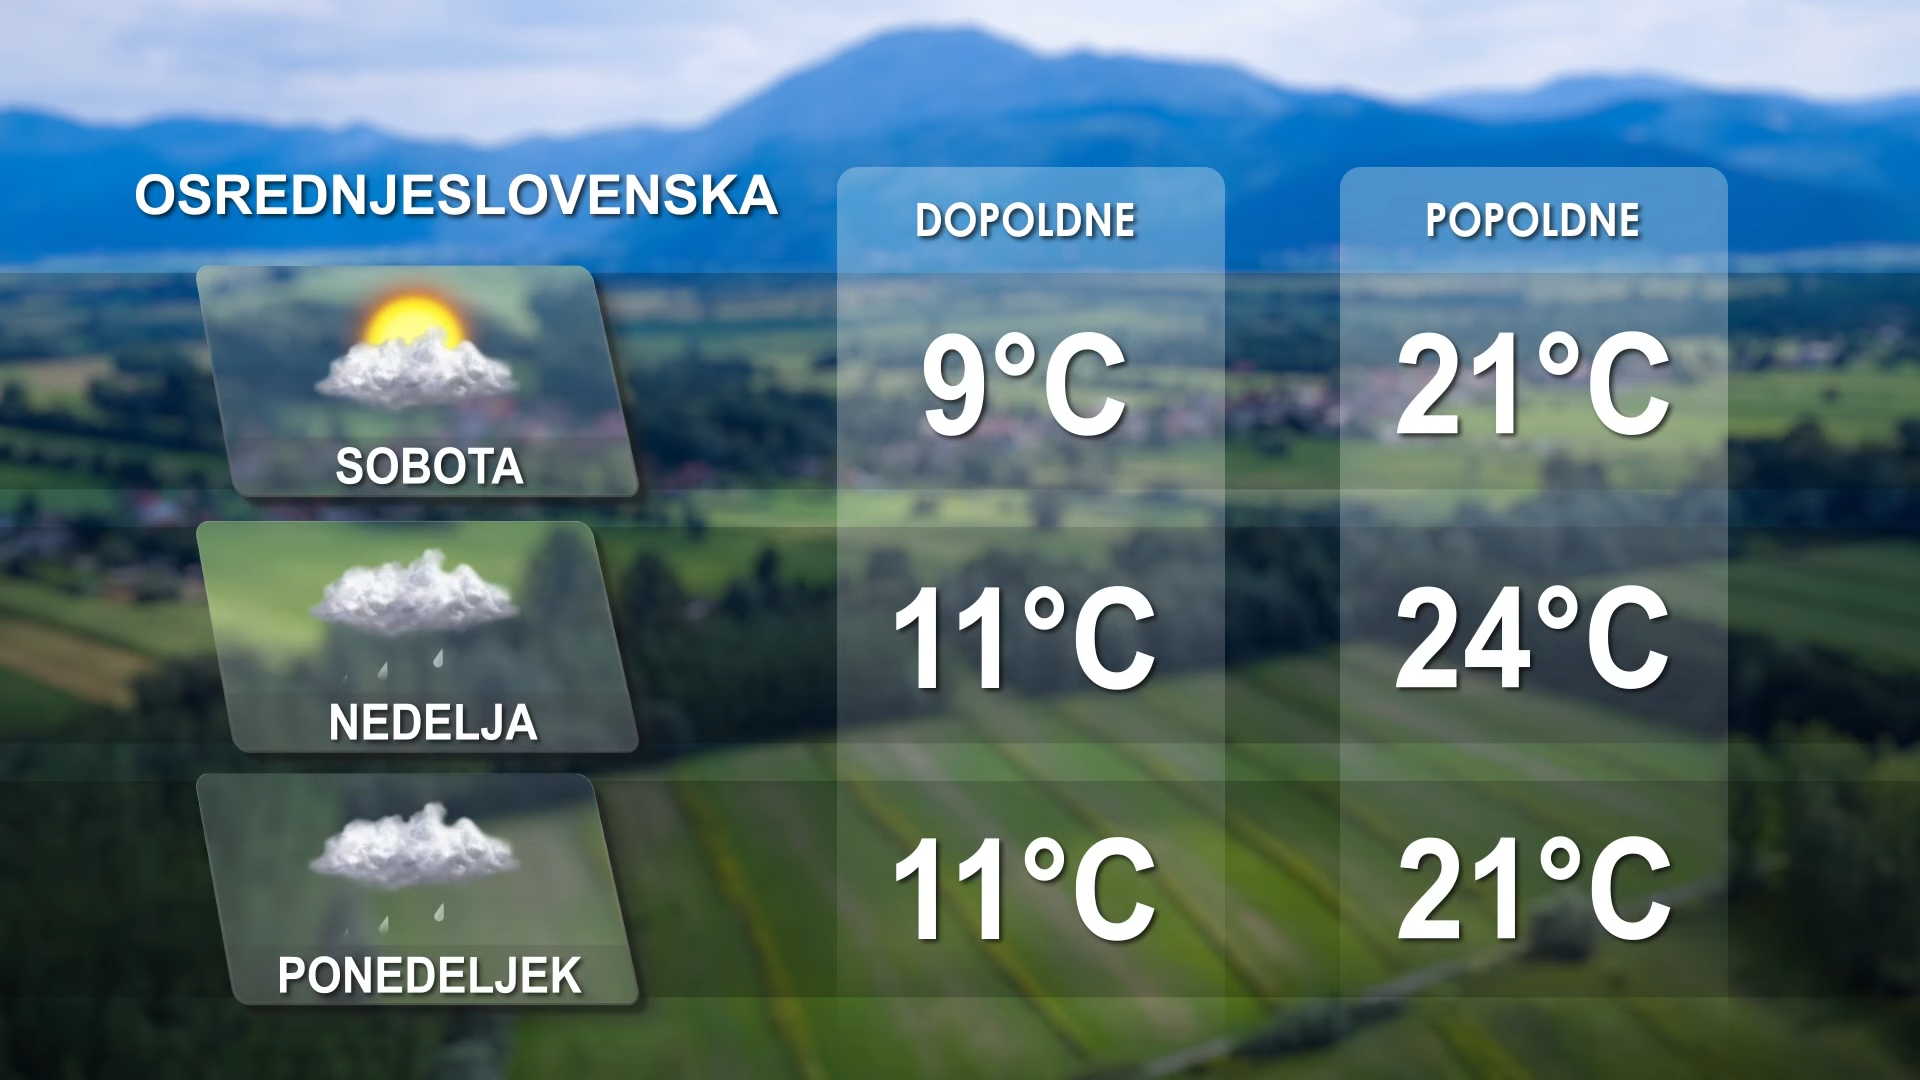 OSREDNJESLOVENSKA
DOPOLDNE POPOLDNE
SOBOTA 9°C 21°C
NEDELJA 11°C 24°C
PONEDELJEK 11°C 21°C